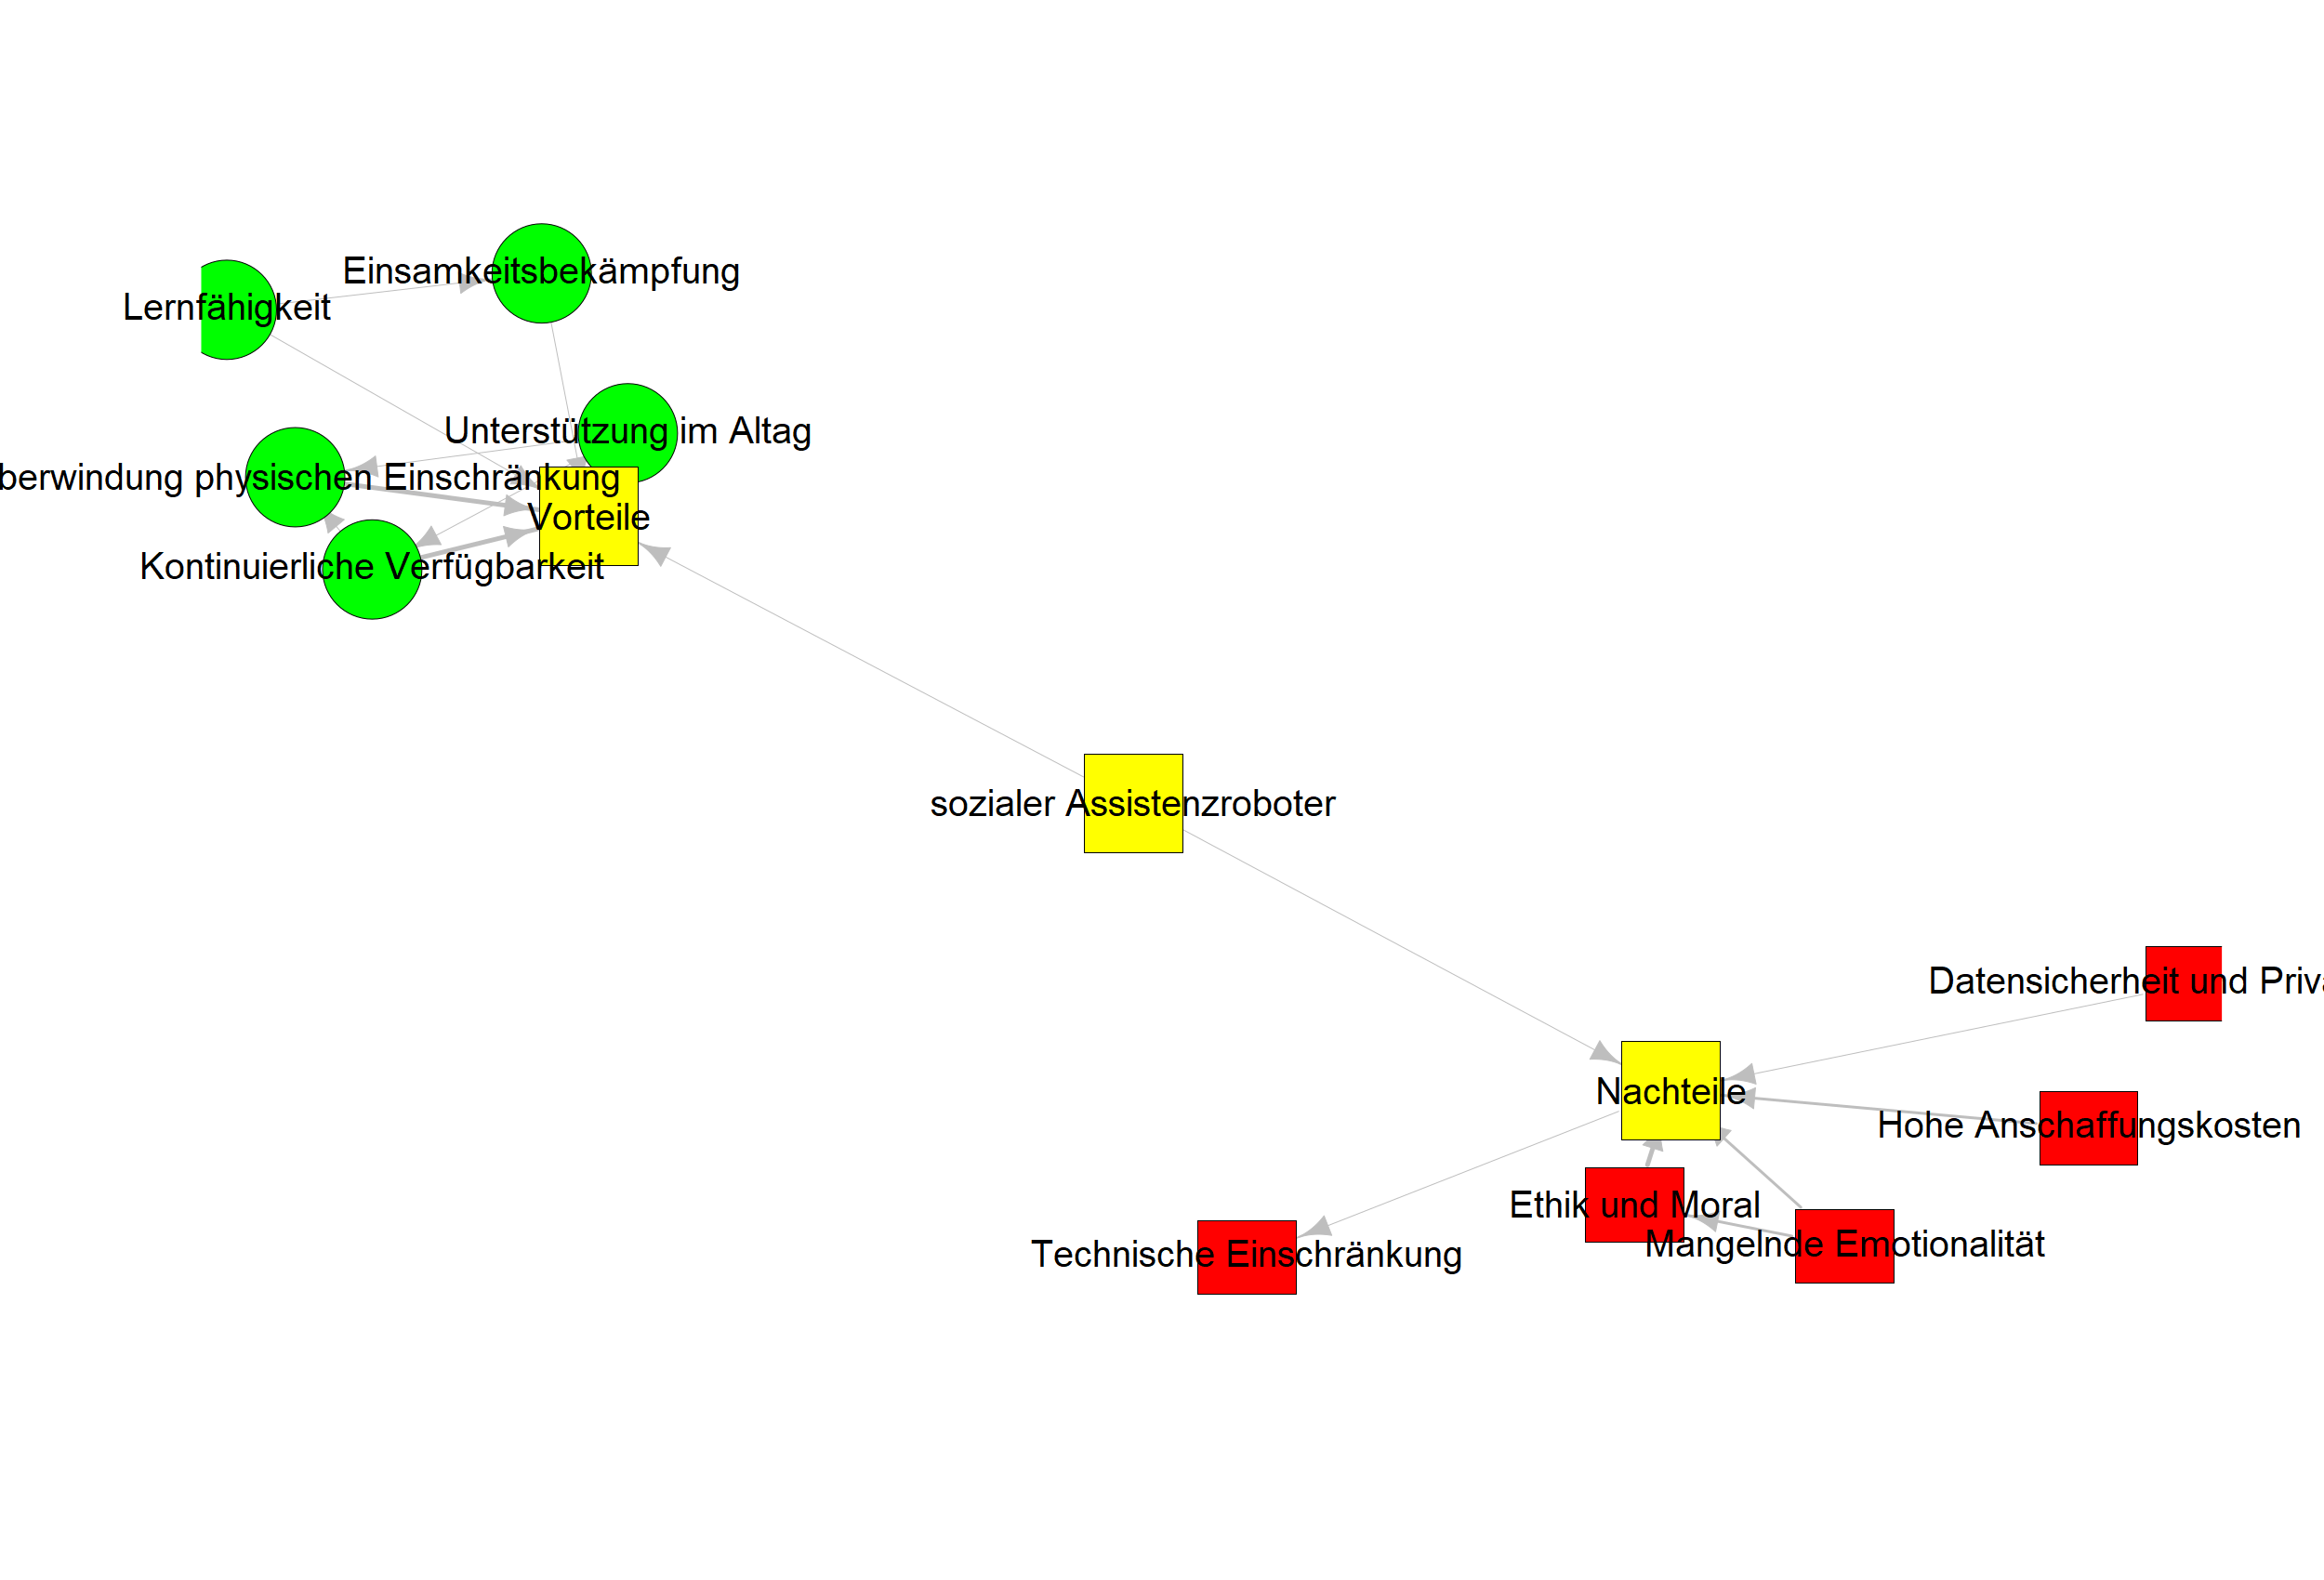 Einsamkeitsbekämpfung
Lernfähigkeit
Unterstützung im Altag
berwindung physischen Einschränkung
Vorteile
Kontinuierliche Verfügbarkeit
sozialer Assistenzroboter
Datensicherheit und Priva
Nachteile
Hohe Anschaffungskosten
Ethik und Moral
Mangelnde Emotionalität
Technische Einschränkung